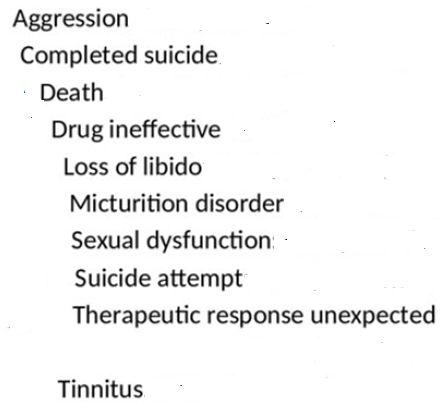 Aggression
Completed suicide
Death
Drug ineffective
Loss of libido
Micturition disorder
Sexual dysfunction
Suicide attempt
Therapeutic response unexpected
Tinnitus